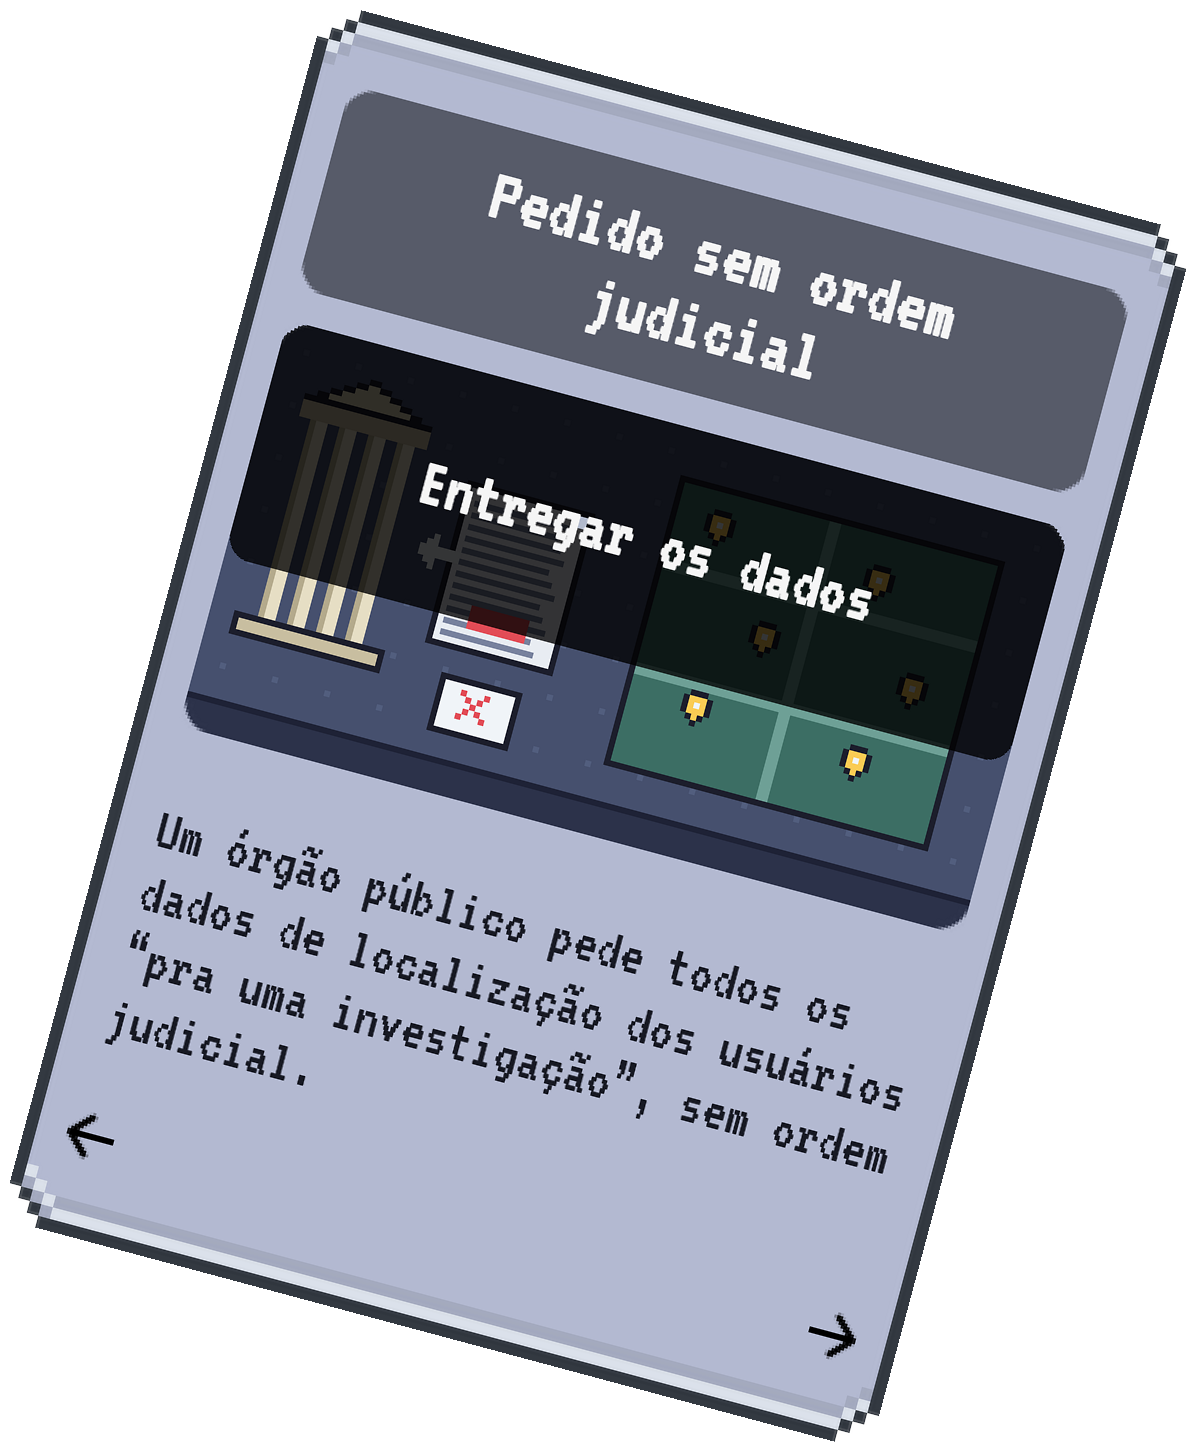 Pedido sem ordem
judicial
Entregar os dados
Um órgão público pede todos os
dados de localização dos usuários
“pra uma investigação”, sem ordem
judicial.